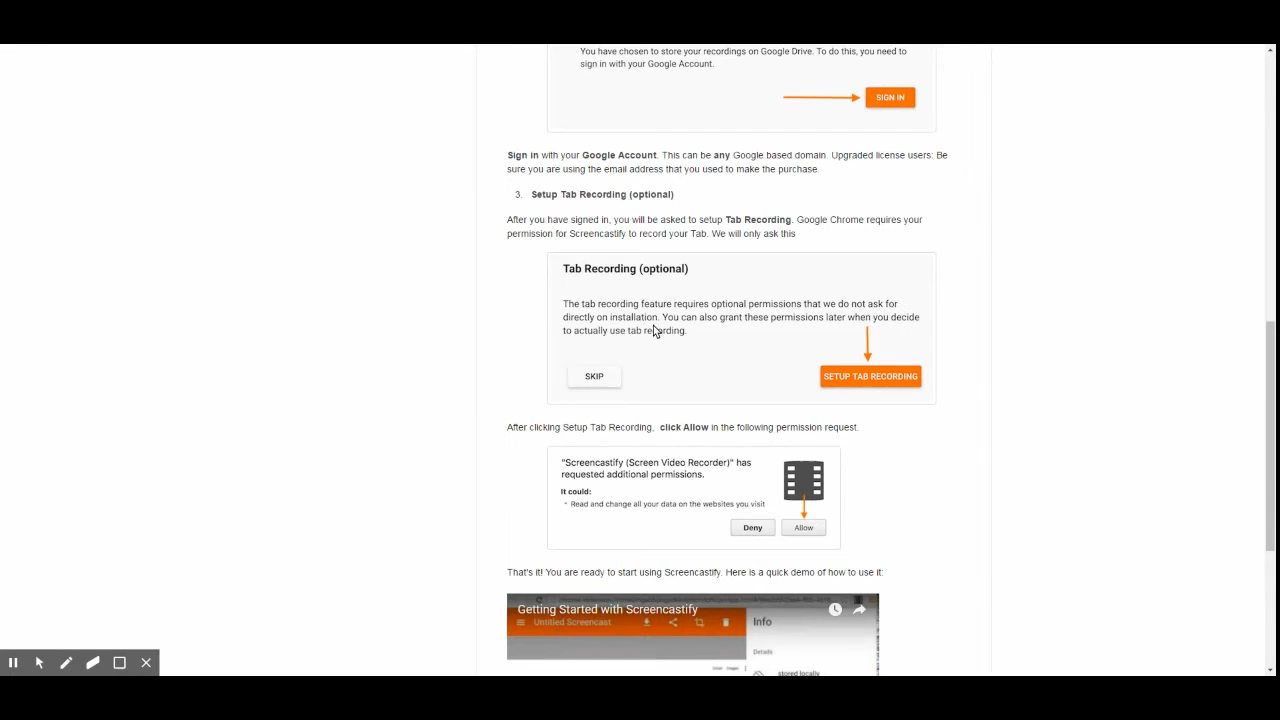 You have chosen to store your recordings on Google Drive. To do this, you need to
sign in with your Google Account.
SIGN IN
Sign in with your Google Account. This can be any Google based domain. Upgraded license users: Be
sure you are using the email address that you used to make the purchase.
3. Setup Tab Recording (optional)
After you have signed in, you will be asked to setup Tab Recording. Google Chrome requires your
permission for Screencastify to record your Tab. We will only ask this
Tab Recording (optional)
The tab recording feature requires optional permissions that we do not ask for
directly on installation. You can also grant these permissions later when you decide
to actually use tab recording.
SKIP
SETUP TAB RECORDING
After clicking Setup Tab Recording, click Allow in the following permission request.
"Screencastify (Screen Video Recorder)" has
requested additional permissions.
It could:
- Read and change all your data on the websites you visit
Deny
Allow
That's it! You are ready to start using Screencastify. Here is a quick demo of how to use it:
Getting Started with Screencastify
Untitled Screencast
Info
Details
stored locally